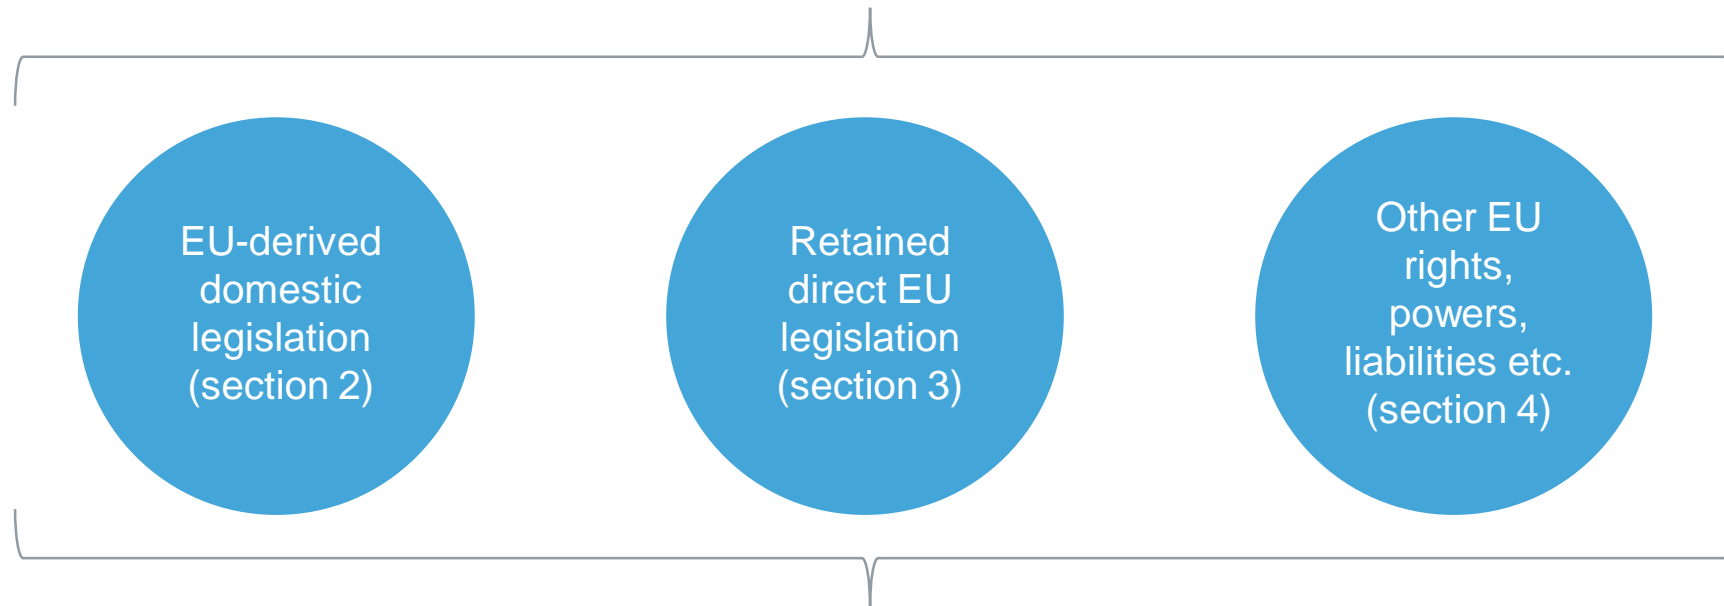 EU-derived
domestic
legislation
(section 2)
Retained
direct EU
legislation
(section 3)
Other EU
rights,
powers,
liabilities etc.
(section 4)